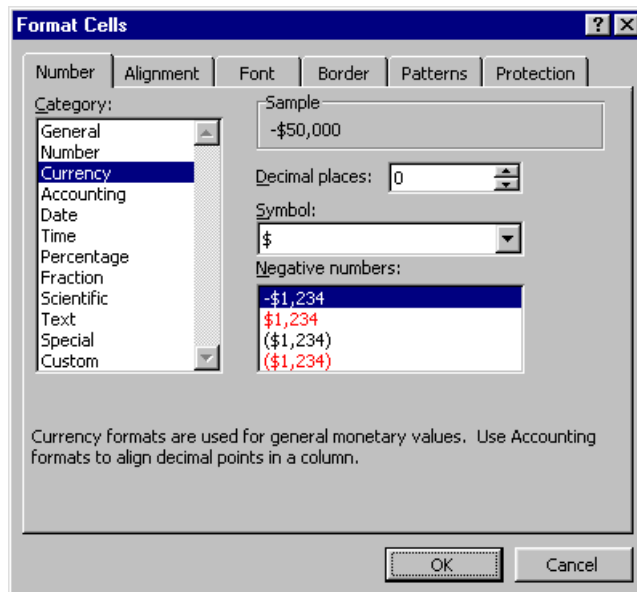 Format Cells
Number Alignment Font Border Patterns Protection
Category:
General
Number
Currency
Accounting
Date
Time
Percentage
Fraction
Scientific
Text
Special
Custom
Sample
-$50,000
Decimal places: 0
Symbol:
$
Negative numbers:
-$1,234
$1,234
($1,234)
($1,234)
Currency formats are used for general monetary values.  Use Accounting
formats to align decimal points in a column.
OK Cancel